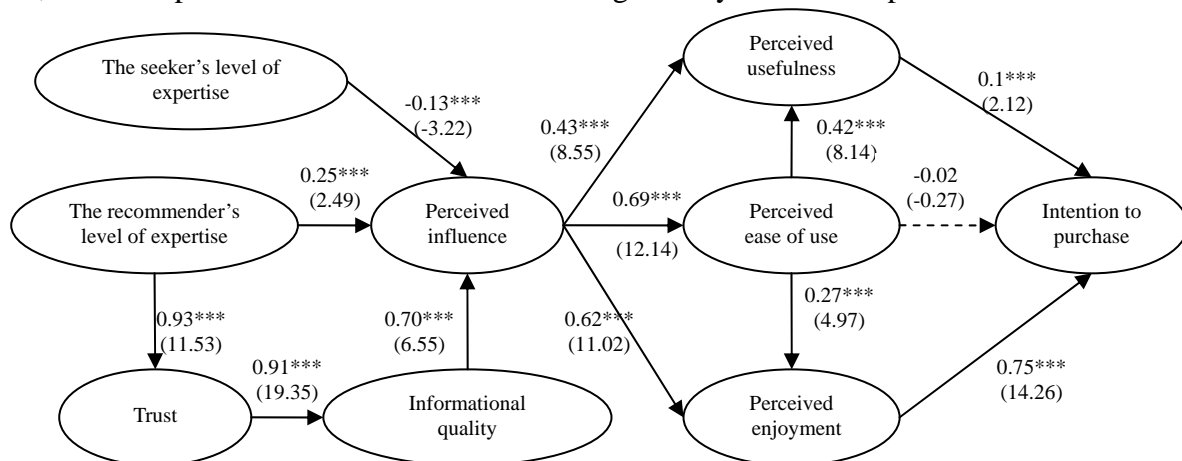 The seeker's level of
expertise
-0.13***
(-3.22)
The recommender's
level of expertise
0.25***
(2.49)
Perceived
influence
0.93***
(11.53)
Trust
0.91***
(19.35)
Informational
quality
0.70***
(6.55)
0.43***
(8.55)
0.69***
(12.14)
0.62***
(11.02)
Perceived
usefulness
0.42***
(8.14)
Perceived
ease of use
0.27***
(4.97)
Perceived
enjoyment
0.1***
(2.12)
-0.02
(-0.27)
0.75***
(14.26)
Intention to
purchase